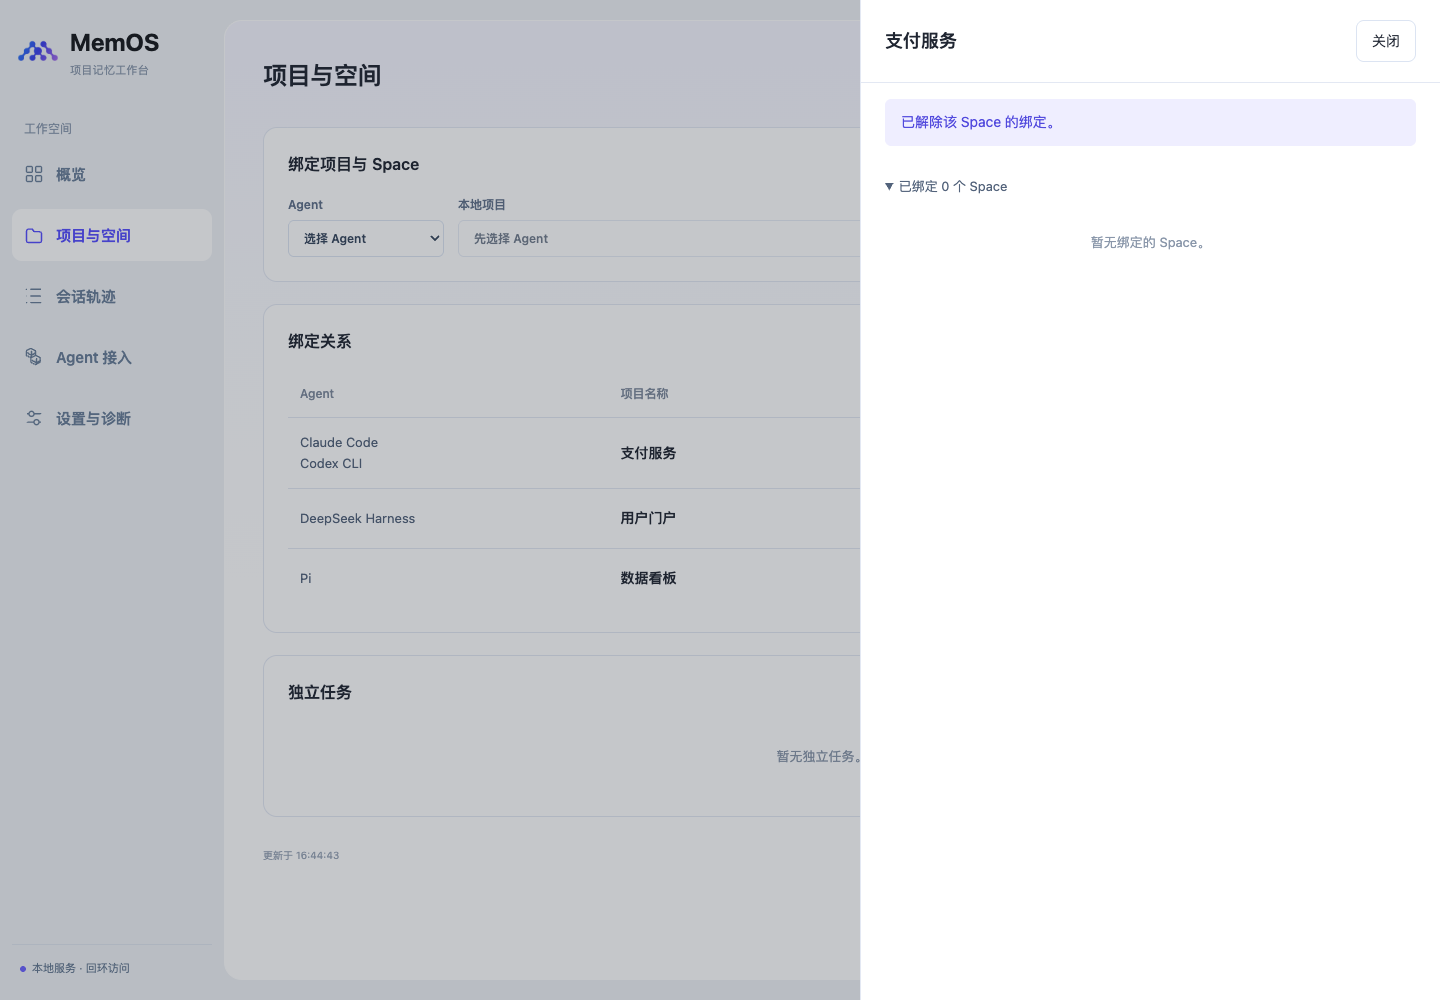 MemOS
项目记忆工作台
工作空间
概览
项目与空间
会话轨迹
Agent 接入
设置与诊断
本地服务 · 回环访问
项目与空间
绑定项目与 Space
Agent
本地项目
选择 Agent
先选择 Agent
绑定关系
Agent
项目名称
Claude Code
Codex CLI
支付服务
DeepSeek Harness
用户门户
Pi
数据看板
独立任务
暂无独立任务。
更新于 16:44:43
支付服务
关闭
已解除该 Space 的绑定。
▼ 已绑定 0 个 Space
暂无绑定的 Space。